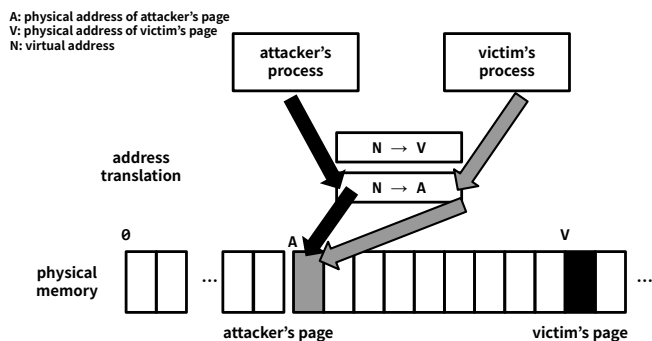 A: physical address of attacker's page
V: physical address of victim's page
N: virtual address
attacker's
process
victim's
process
N → V
address
translation
N → A
0
A
V
physical
memory
...
...
attacker's page
victim's page